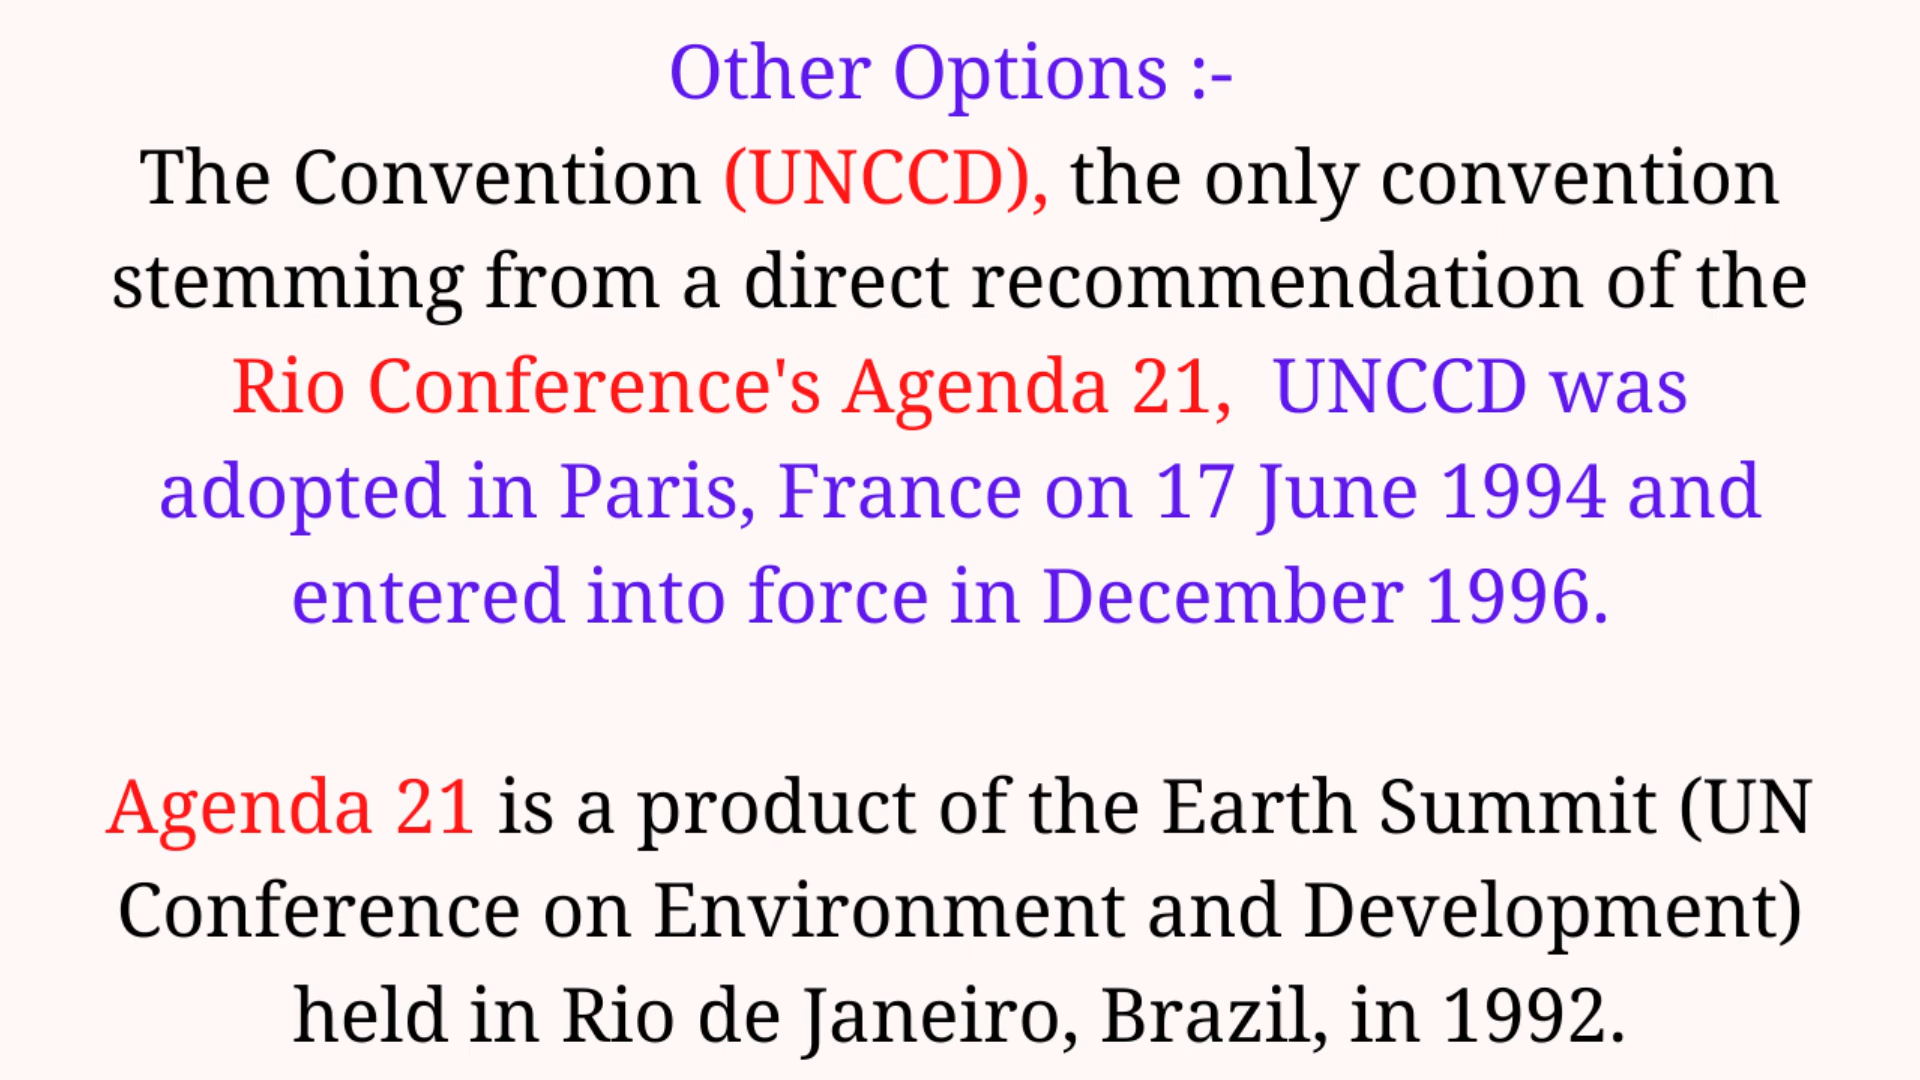 Other Options :-
The Convention (UNCCD), the only convention
stemming from a direct recommendation of the
Rio Conference's Agenda 21,  UNCCD was
adopted in Paris, France on 17 June 1994 and
entered into force in December 1996.
Agenda 21 is a product of the Earth Summit (UN
Conference on Environment and Development)
held in Rio de Janeiro, Brazil, in 1992.